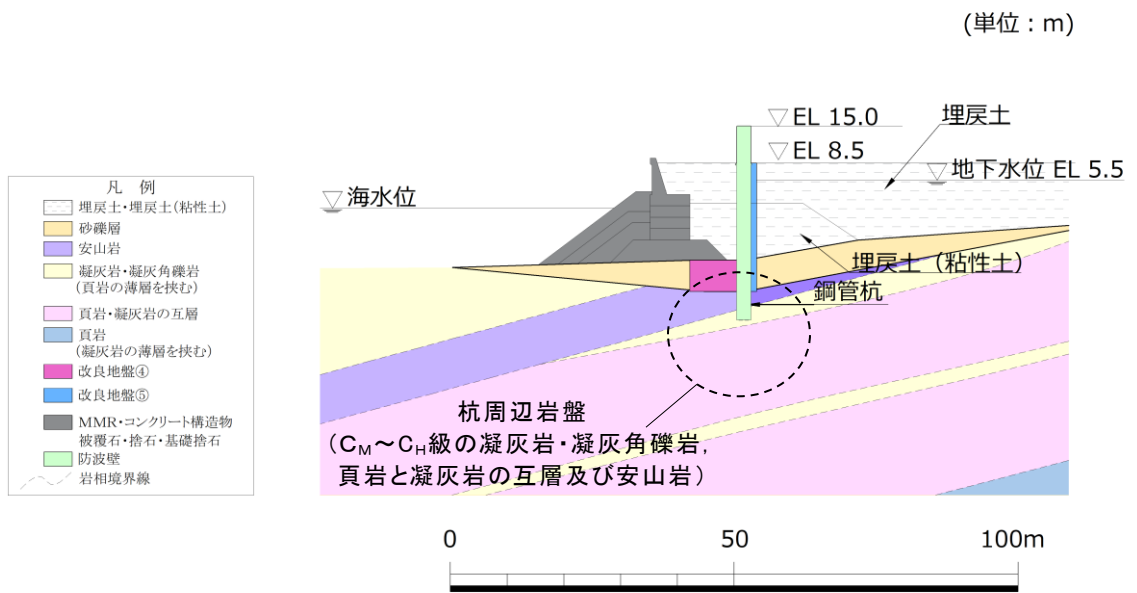 (単位：m)
EL 15.0
埋戻土
EL 8.5
地下水位 EL 5.5
海水位
埋戻土（粘性土）
鋼管杭
凡 例
埋戻土・埋戻土(粘性土)
砂礫層
安山岩
凝灰岩・凝灰角礫岩
(頁岩の薄層を挟む)
頁岩・凝灰岩の互層
頁岩
(凝灰岩の薄層を挟む)
改良地盤④
改良地盤⑤
MMR・コンクリート構造物
被覆石・捨石・基礎捨石
防波壁
岩相境界線
杭周辺岩盤
（CM～CH級の凝灰岩・凝灰角礫岩，
頁岩と凝灰岩の互層及び安山岩）
0 50 100m